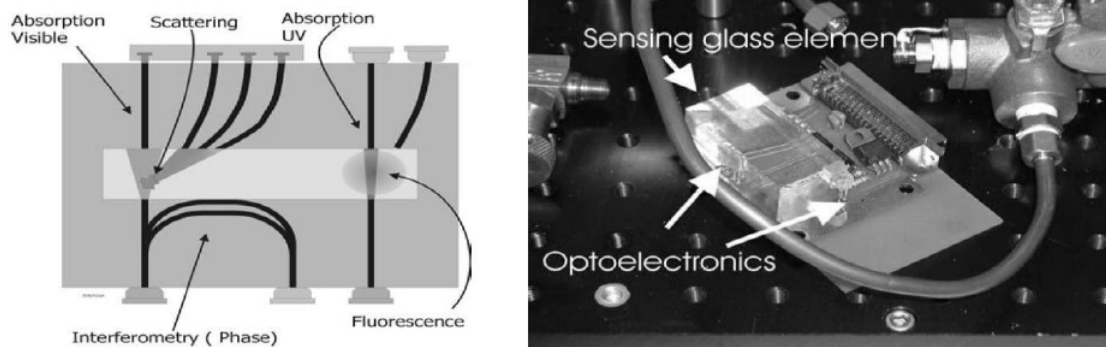 Absorption
Visible
Scattering
Absorption
UV
Interferometry ( Phase)
Fluorescence
Sensing glass element
Optoelectronics